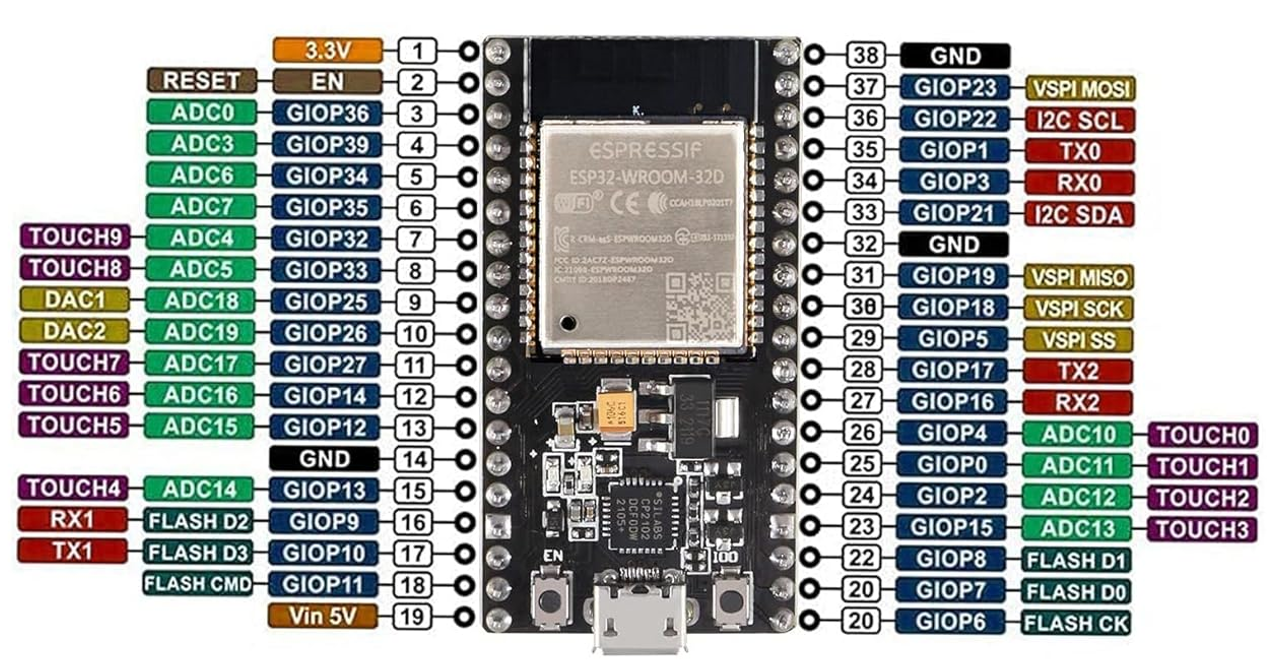 3.3V 1
RESET EN 2
ADC0 GIOP36 3
ADC3 GIOP39 4
ADC6 GIOP34 5
ADC7 GIOP35 6
TOUCH9 ADC4 GIOP32 7
TOUCH8 ADC5 GIOP33 8
DAC1 ADC18 GIOP25 9
DAC2 ADC19 GIOP26 10
TOUCH7 ADC17 GIOP27 11
TOUCH6 ADC16 GIOP14 12
TOUCH5 ADC15 GIOP12 13
GND 14
TOUCH4 ADC14 GIOP13 15
RX1 FLASH D2 GIOP9 16
TX1 FLASH D3 GIOP10 17
FLASH CMD GIOP11 18
Vin 5V 19
ESPRESSIF
ESP32-WROOM-32D
WiFi CE
SiLABS
CP2102
DCF00W
2105+
EN
IO0
38 GND
37 GIOP23 VSPI MOSI
36 GIOP22 I2C SCL
35 GIOP1 TX0
34 GIOP3 RX0
33 GIOP21 I2C SDA
32 GND
31 GIOP19 VSPI MISO
30 GIOP18 VSPI SCK
29 GIOP5 VSPI SS
28 GIOP17 TX2
27 GIOP16 RX2
26 GIOP4 ADC10 TOUCH0
25 GIOP0 ADC11 TOUCH1
24 GIOP2 ADC12 TOUCH2
23 GIOP15 ADC13 TOUCH3
22 GIOP8 FLASH D1
20 GIOP7 FLASH D0
20 GIOP6 FLASH CK